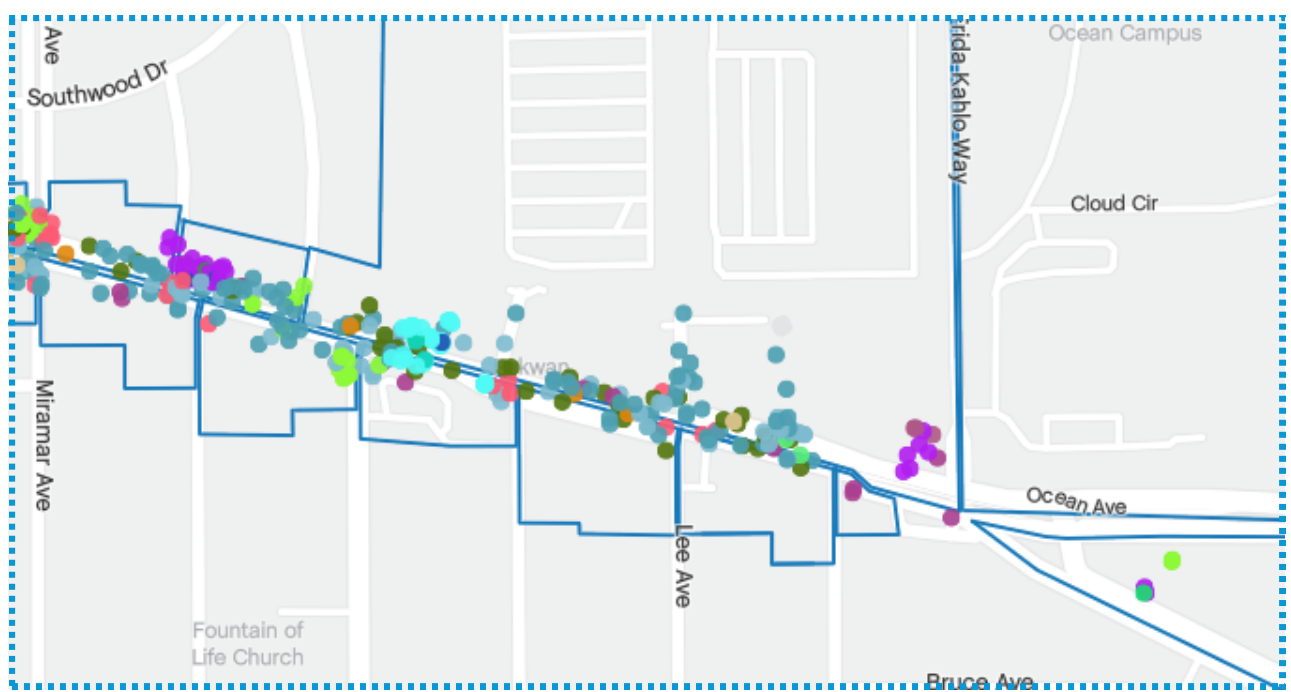 Ave
Southwood Dr
Ocean Campus
Frida Kahlo Way
Cloud Cir
Miramar Ave
Ocean Ave
Lee Ave
Fountain of
Life Church
Bruce Ave